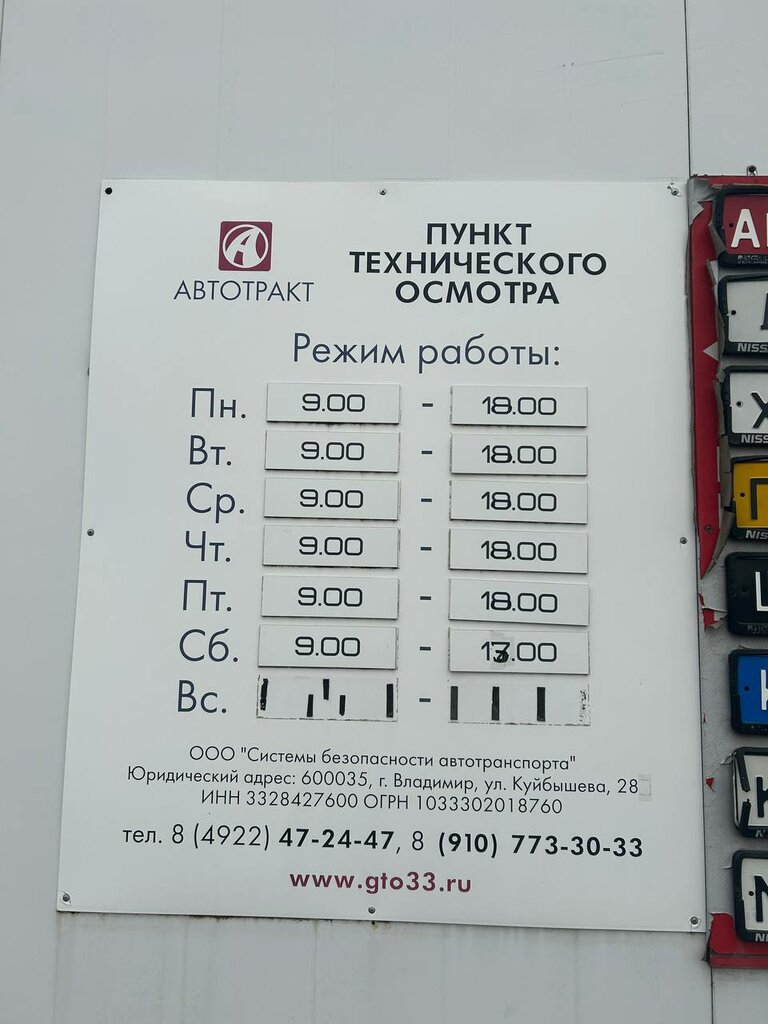 АВТОТРАКТ
ПУНКТ
ТЕХНИЧЕСКОГО
ОСМОТРА
Режим работы:
Пн. 9.00 - 18.00
Вт. 9.00 - 18.00
Ср. 9.00 - 18.00
Чт. 9.00 - 18.00
Пт. 9.00 - 18.00
Сб. 9.00 - 13.00
Вс. -
ООО "Системы безопасности автотранспорта"
Юридический адрес: 600035, г. Владимир, ул. Куйбышева, 28
ИНН 3328427600 ОГРН 1033302018760
тел. 8 (4922) 47-24-47, 8 (910) 773-30-33
www.gto33.ru